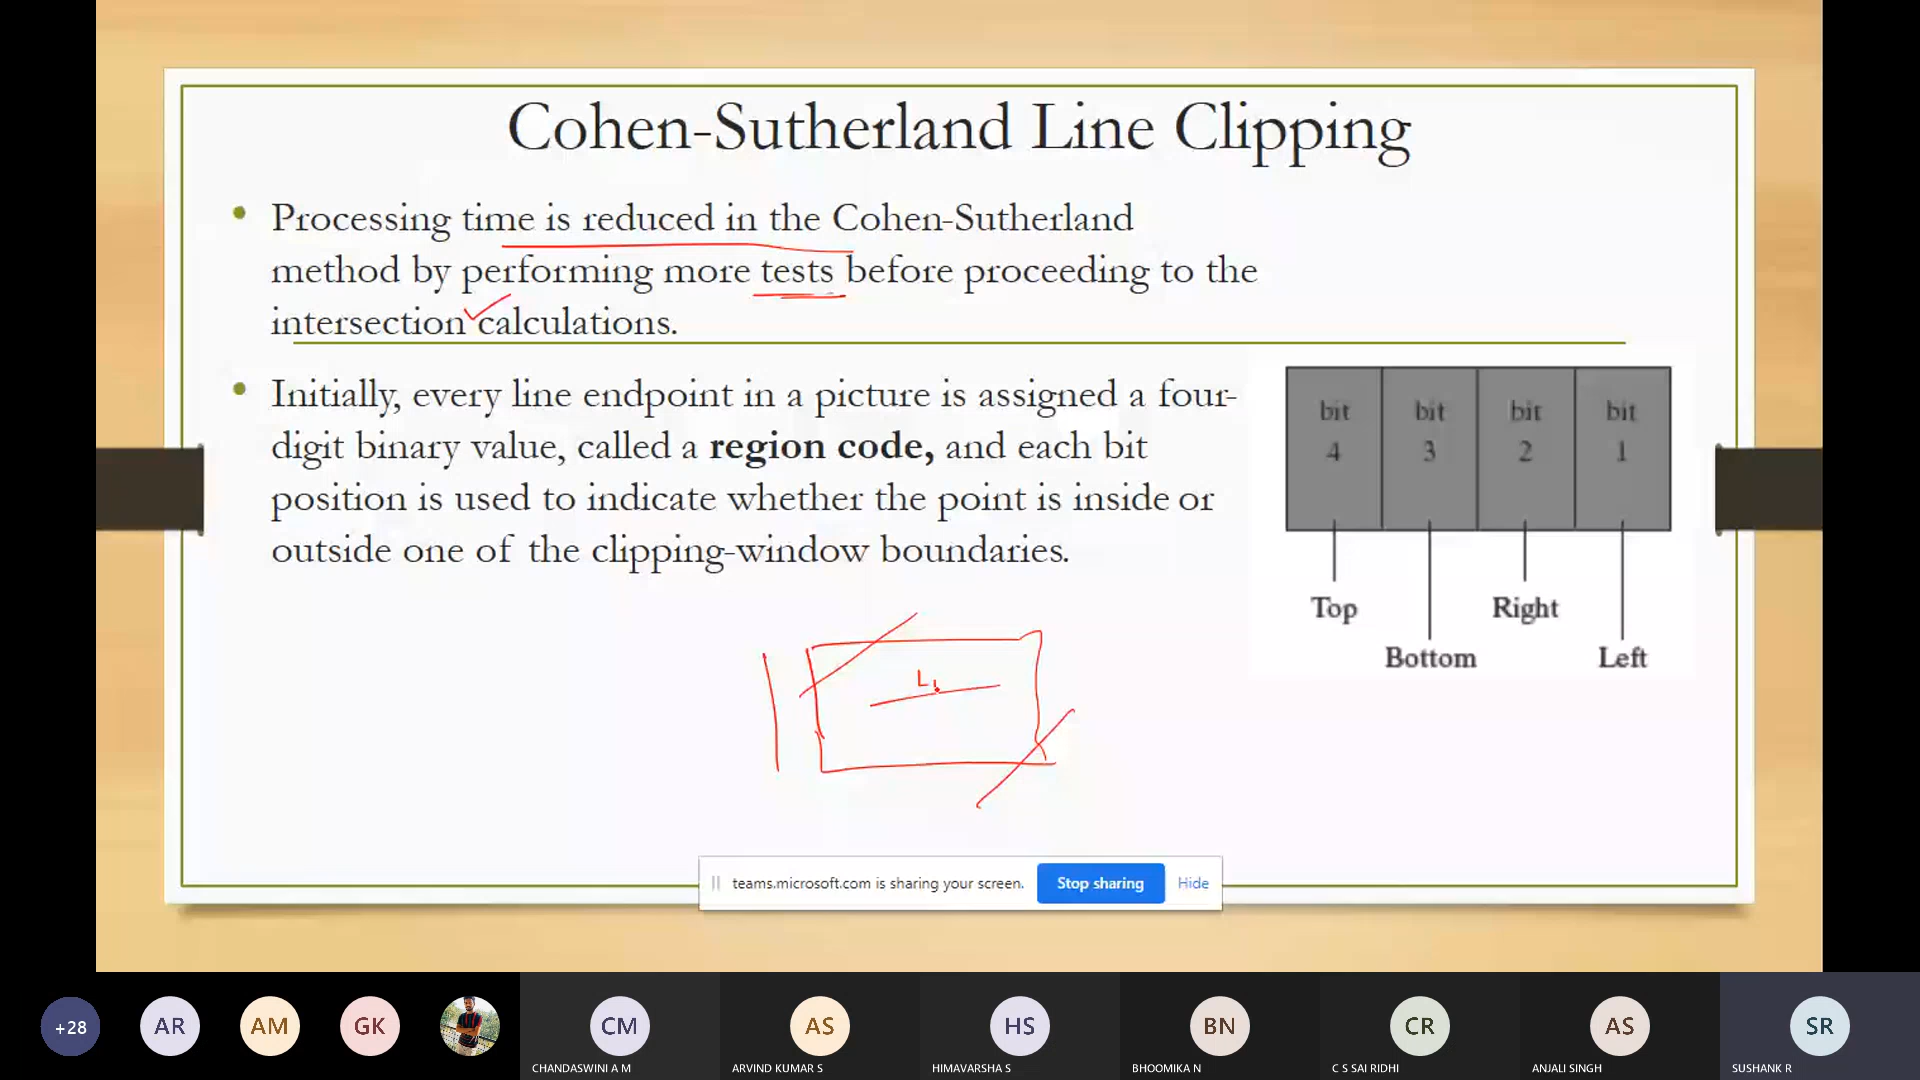 Cohen-Sutherland Line Clipping
• Processing time is reduced in the Cohen-Sutherland
method by performing more tests before proceeding to the
intersection calculations.
• Initially, every line endpoint in a picture is assigned a four-
digit binary value, called a region code, and each bit
position is used to indicate whether the point is inside or
outside one of the clipping-window boundaries.
bit 4 bit 3 bit 2 bit 1
Top Right
Bottom Left
L1
teams.microsoft.com is sharing your screen. Stop sharing Hide
+28 AR AM GK CM AS HS BN CR AS SR
CHANDASWINI A M ARVIND KUMAR S HIMAVARSHA S BHOOMIKA N C S SAI RIDHI ANJALI SINGH SUSHANK R